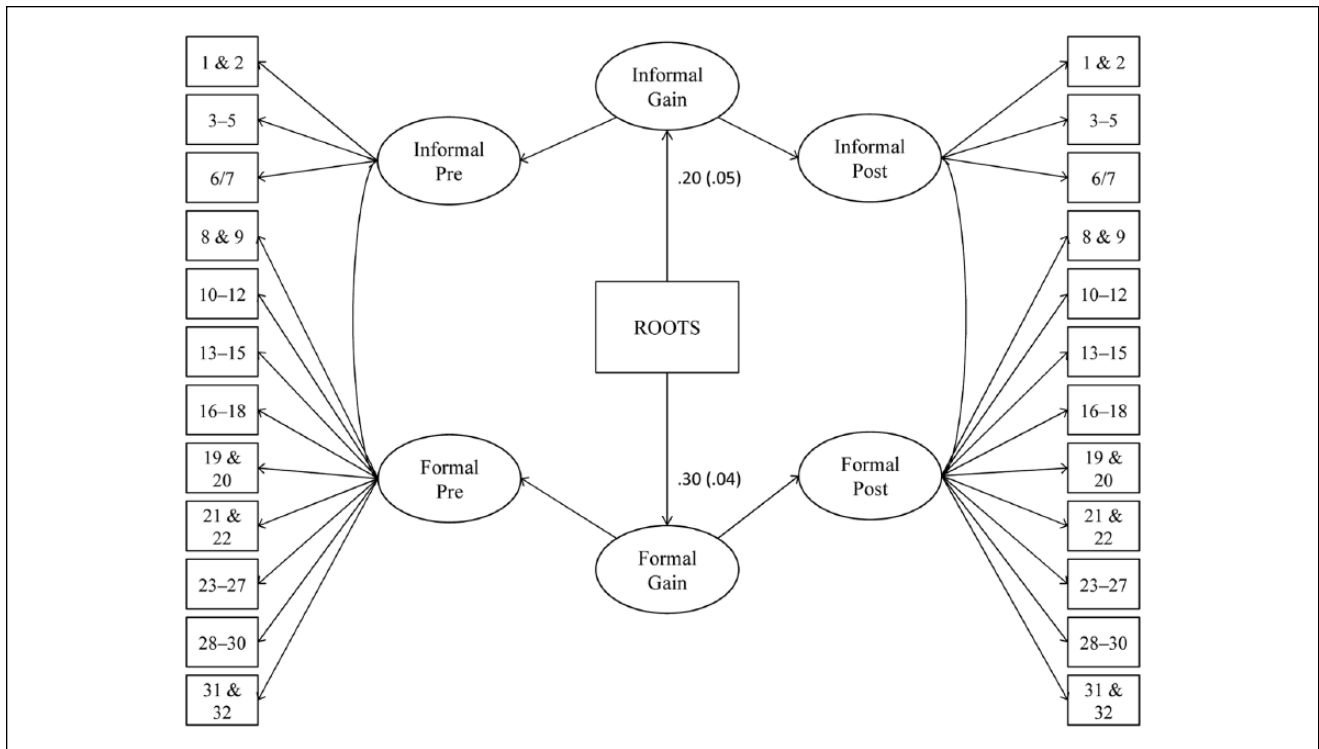 1 & 2
3–5
6/7
8 & 9
10–12
13–15
16–18
19 &
20
21 &
22
23–27
28–30
31 &
32
Informal
Pre
Formal
Pre
Informal
Gain
.20 (.05)
ROOTS
.30 (.04)
Formal
Gain
Informal
Post
Formal
Post
1 & 2
3–5
6/7
8 & 9
10–12
13–15
16–18
19 &
20
21 &
22
23–27
28–30
31 &
32